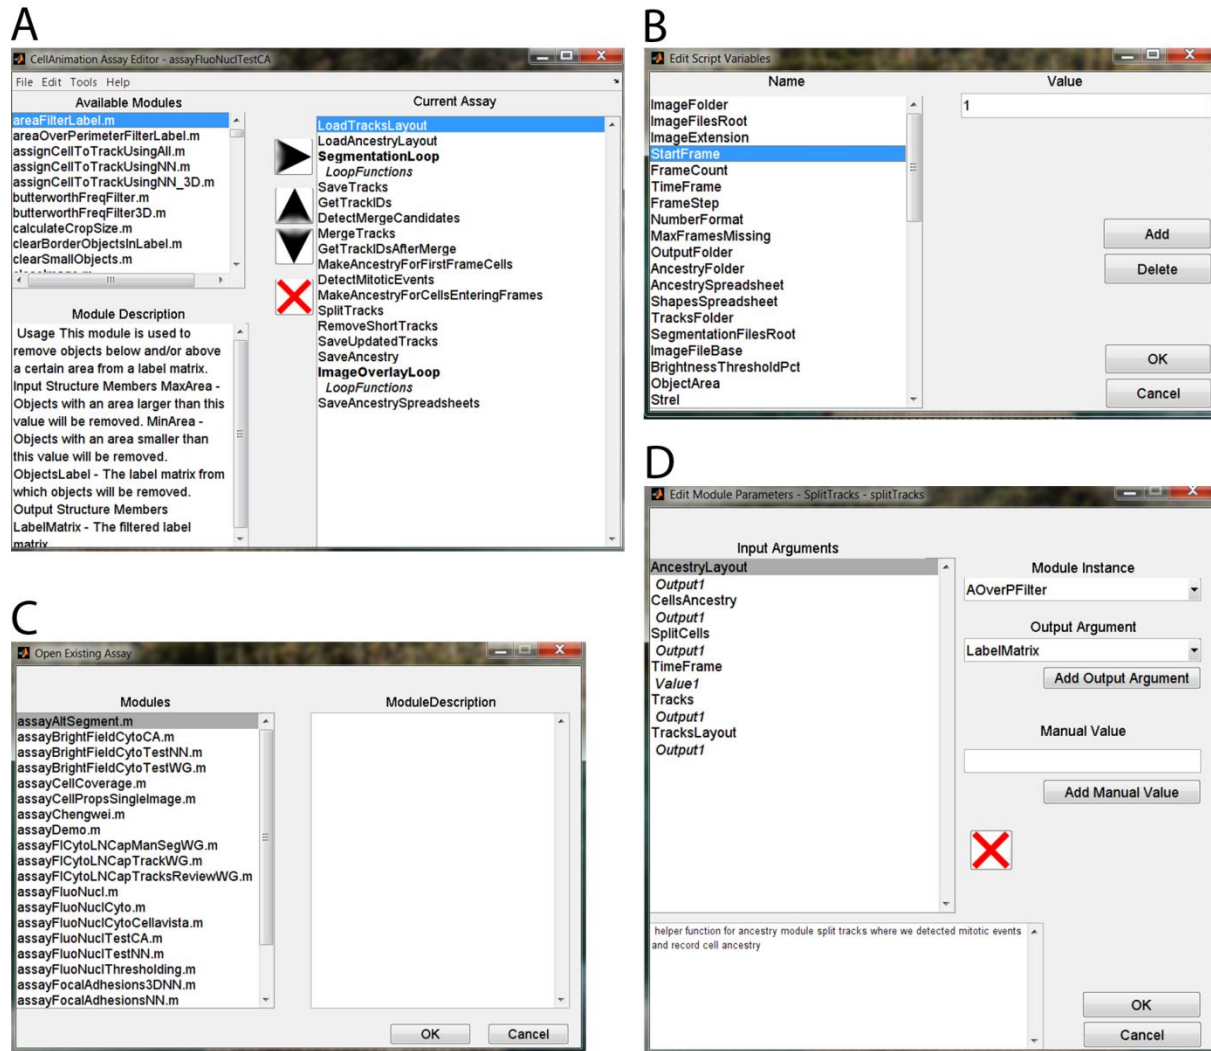 A
CellAnimation Assay Editor - assayFluoNuclTestCA
File Edit Tools Help
Available Modules
areaFilterLabel.m
areaOverPerimeterFilterLabel.m
assignCellToTrackUsingAll.m
assignCellToTrackUsingNN.m
assignCellToTrackUsingNN_3D.m
butterworthFreqFilter.m
butterworthFreqFilter3D.m
calculateCropSize.m
clearBorderObjectsInLabel.m
clearSmallObjects.m
Module Description
Usage This module is used to
remove objects below and/or above
a certain area from a label matrix.
Input Structure Members MaxArea -
Objects with an area larger than this
value will be removed. MinArea -
Objects with an area smaller than
this value will be removed.
ObjectsLabel - The label matrix from
which objects will be removed.
Output Structure Members
LabelMatrix - The filtered label
matrix
Current Assay
LoadTracksLayout
LoadAncestryLayout
SegmentationLoop
LoopFunctions
SaveTracks
GetTrackIDs
DetectMergeCandidates
MergeTracks
GetTrackIDsAfterMerge
MakeAncestryForFirstFrameCells
DetectMitoticEvents
MakeAncestryForCellsEnteringFrames
SplitTracks
RemoveShortTracks
SaveUpdatedTracks
SaveAncestry
ImageOverlayLoop
LoopFunctions
SaveAncestrySpreadsheets
B
Edit Script Variables
Name
ImageFolder
ImageFilesRoot
ImageExtension
StartFrame
FrameCount
TimeFrame
FrameStep
NumberFormat
MaxFramesMissing
OutputFolder
AncestryFolder
AncestrySpreadsheet
ShapesSpreadsheet
TracksFolder
SegmentationFilesRoot
ImageFileBase
BrightnessThresholdPct
ObjectArea
Strel
Value
1
Add
Delete
OK
Cancel
C
Open Existing Assay
Modules
assayAltSegment.m
assayBrightFieldCytoCA.m
assayBrightFieldCytoTestNN.m
assayBrightFieldCytoTestWG.m
assayCellCoverage.m
assayCellPropsSingleImage.m
assayChengwei.m
assayDemo.m
assayFlCytoLNCapManSegWG.m
assayFlCytoLNCapTrackWG.m
assayFlCytoLNCapTracksReviewWG.m
assayFluoNucl.m
assayFluoNuclCyto.m
assayFluoNuclCytoCellavista.m
assayFluoNuclTestCA.m
assayFluoNuclTestNN.m
assayFluoNuclThresholding.m
assayFocalAdhesions3DNN.m
assayFocalAdhesionsNN.m
ModuleDescription
OK
Cancel
D
Edit Module Parameters - SplitTracks - splitTracks
Input Arguments
AncestryLayout
Output1
CellsAncestry
Output1
SplitCells
Output1
TimeFrame
Value1
Tracks
Output1
TracksLayout
Output1
Module Instance
AOverPFilter
Output Argument
LabelMatrix
Add Output Argument
Manual Value
Add Manual Value
helper function for ancestry module split tracks where we detected mitotic events
and record cell ancestry
OK
Cancel